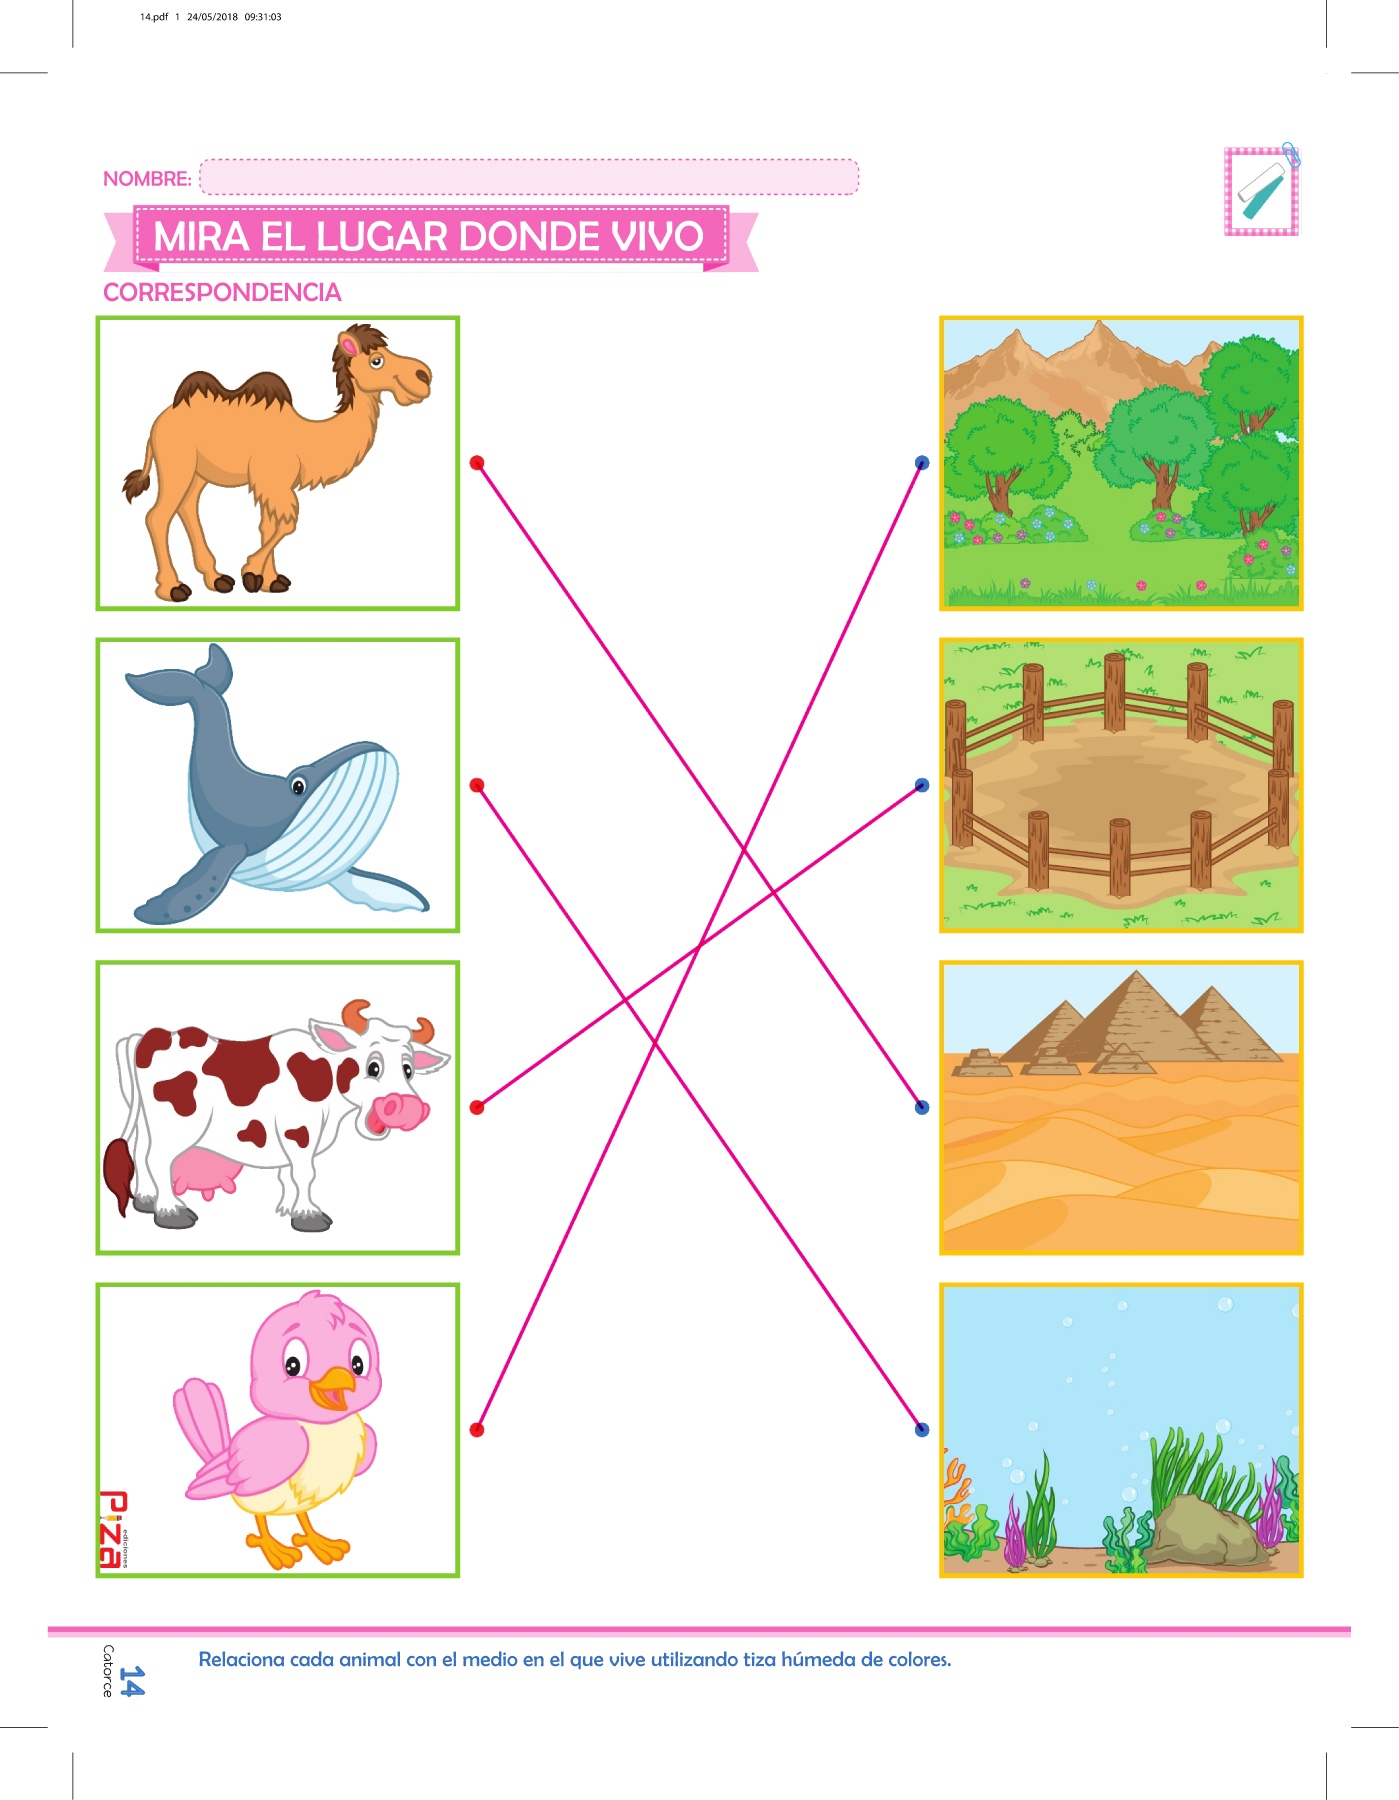 14.pdf 1 24/05/2018 09:31:03
NOMBRE:
MIRA EL LUGAR DONDE VIVO
CORRESPONDENCIA
Piza
ediciones
14
Catorce
Relaciona cada animal con el medio en el que vive utilizando tiza húmeda de colores.